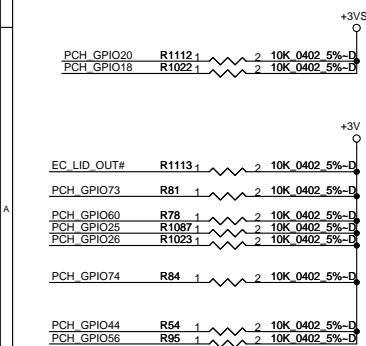 +3VS
PCH_GPIO20 R1112 1 2 10K_0402_5%~D
PCH_GPIO18 R1022 1 2 10K_0402_5%~D
+3V
EC_LID_OUT# R1113 1 2 10K_0402_5%~D
PCH_GPIO73 R81 1 2 10K_0402_5%~D
A
PCH_GPIO60 R78 1 2 10K_0402_5%~D
PCH_GPIO25 R1087 1 2 10K_0402_5%~D
PCH_GPIO26 R1023 1 2 10K_0402_5%~D
PCH_GPIO74 R84 1 2 10K_0402_5%~D
PCH_GPIO44 R54 1 2 10K_0402_5%~D
PCH_GPIO56 R95 1 2 10K_0402_5%~D